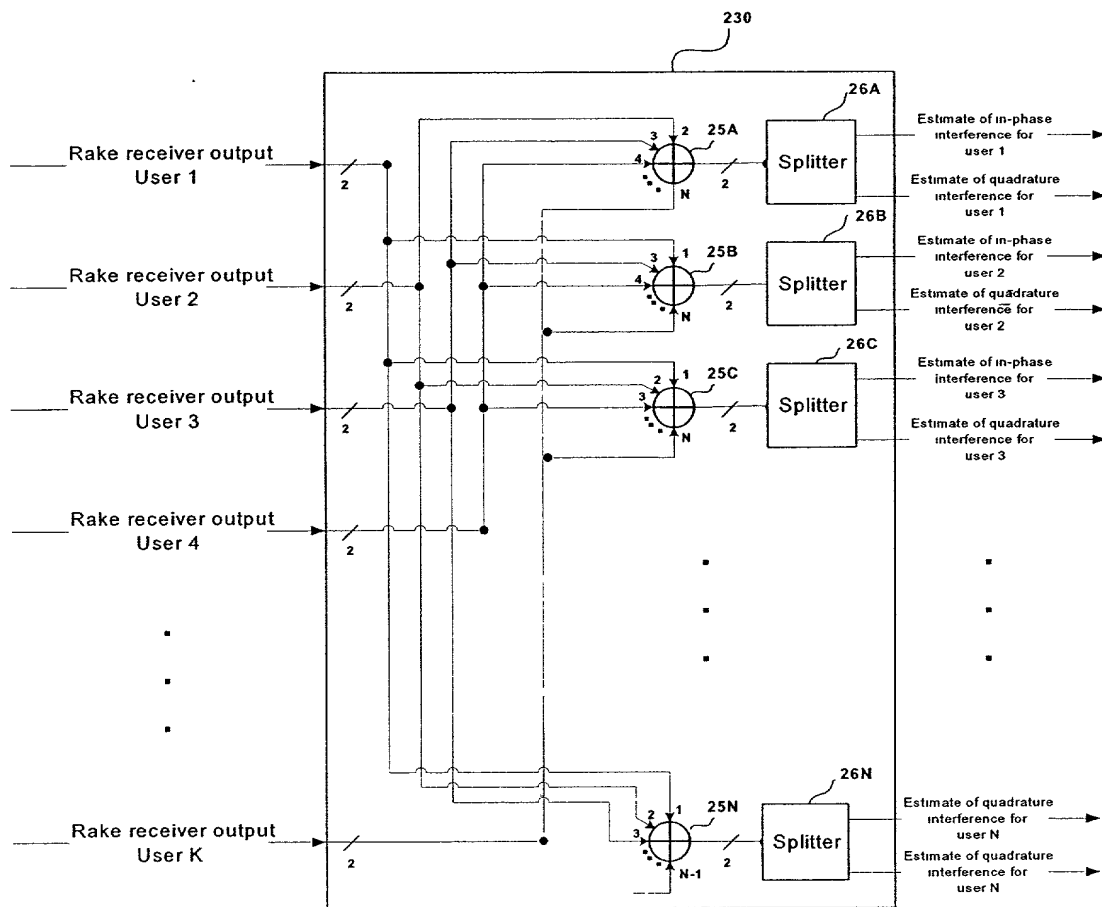 230
26A
Rake receiver output
User 1
2
2
3
4
N
25A
2
Splitter
Estimate of in-phase
interference for
user 1
Estimate of quadrature
interference for
user 1
26B
Rake receiver output
User 2
2
1
3
4
N
25B
2
Splitter
Estimate of in-phase
interference for
user 2
Estimate of quadrature
interference for
user 2
26C
Rake receiver output
User 3
2
1
2
3
N
25C
2
Splitter
Estimate of in-phase
interference for
user 3
Estimate of quadrature
interference for
user 3
Rake receiver output
User 4
2
26N
Rake receiver output
User K
2
1
2
3
N-1
25N
2
Splitter
Estimate of quadrature
interference for
user N
Estimate of quadrature
interference for
user N